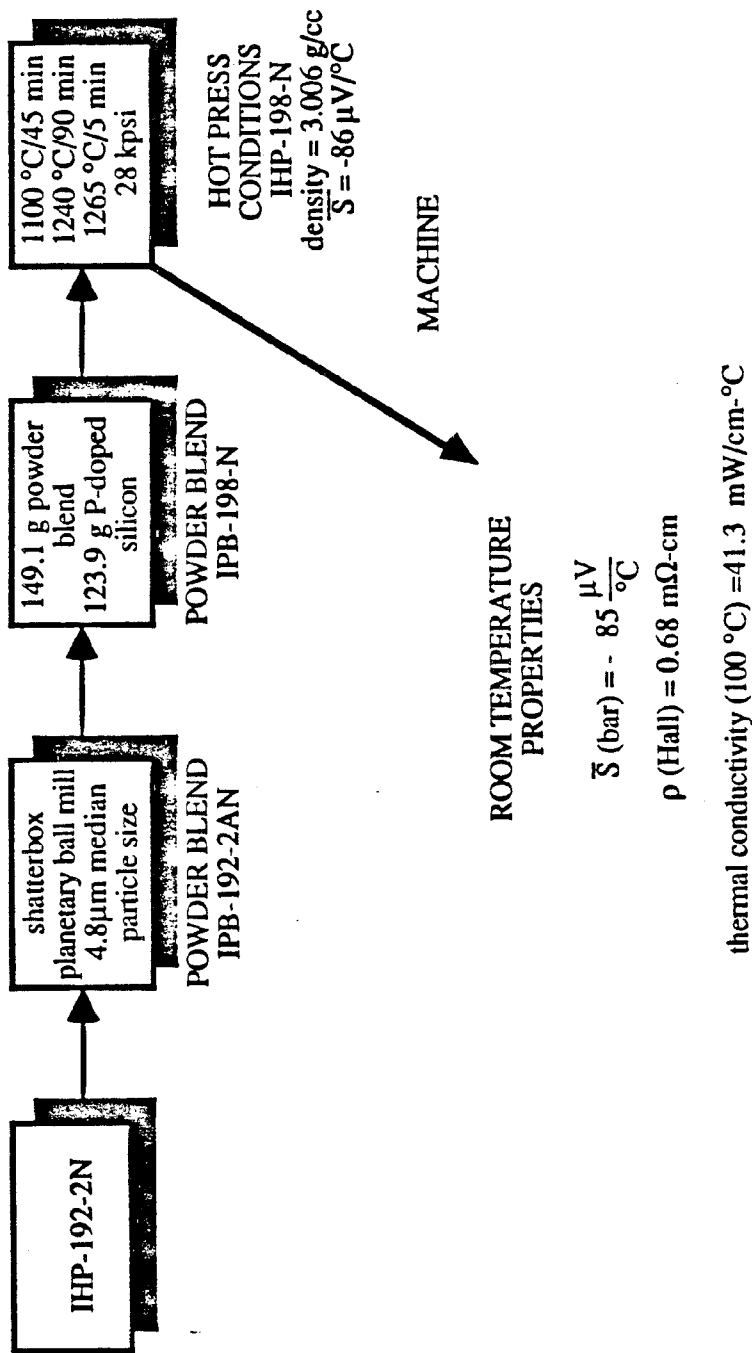 IHP-192-2N
shatterbox
planetary ball mill
4.8µm median
particle size
POWDER BLEND
IPB-192-2AN
149.1 g powder
blend
123.9 g P-doped
silicon
POWDER BLEND
IPB-198-N
1100 °C/45 min
1240 °C/90 min
1265 °C/5 min
28 kpsi
HOT PRESS
CONDITIONS
IHP-198-N
density = 3.006 g/cc
S̅ = -86 µV/°C
MACHINE
ROOM TEMPERATURE
PROPERTIES
S̅ (bar) = - 85 µV/°C
ρ (Hall) = 0.68 mΩ-cm
thermal conductivity (100 °C) =41.3 mW/cm-°C